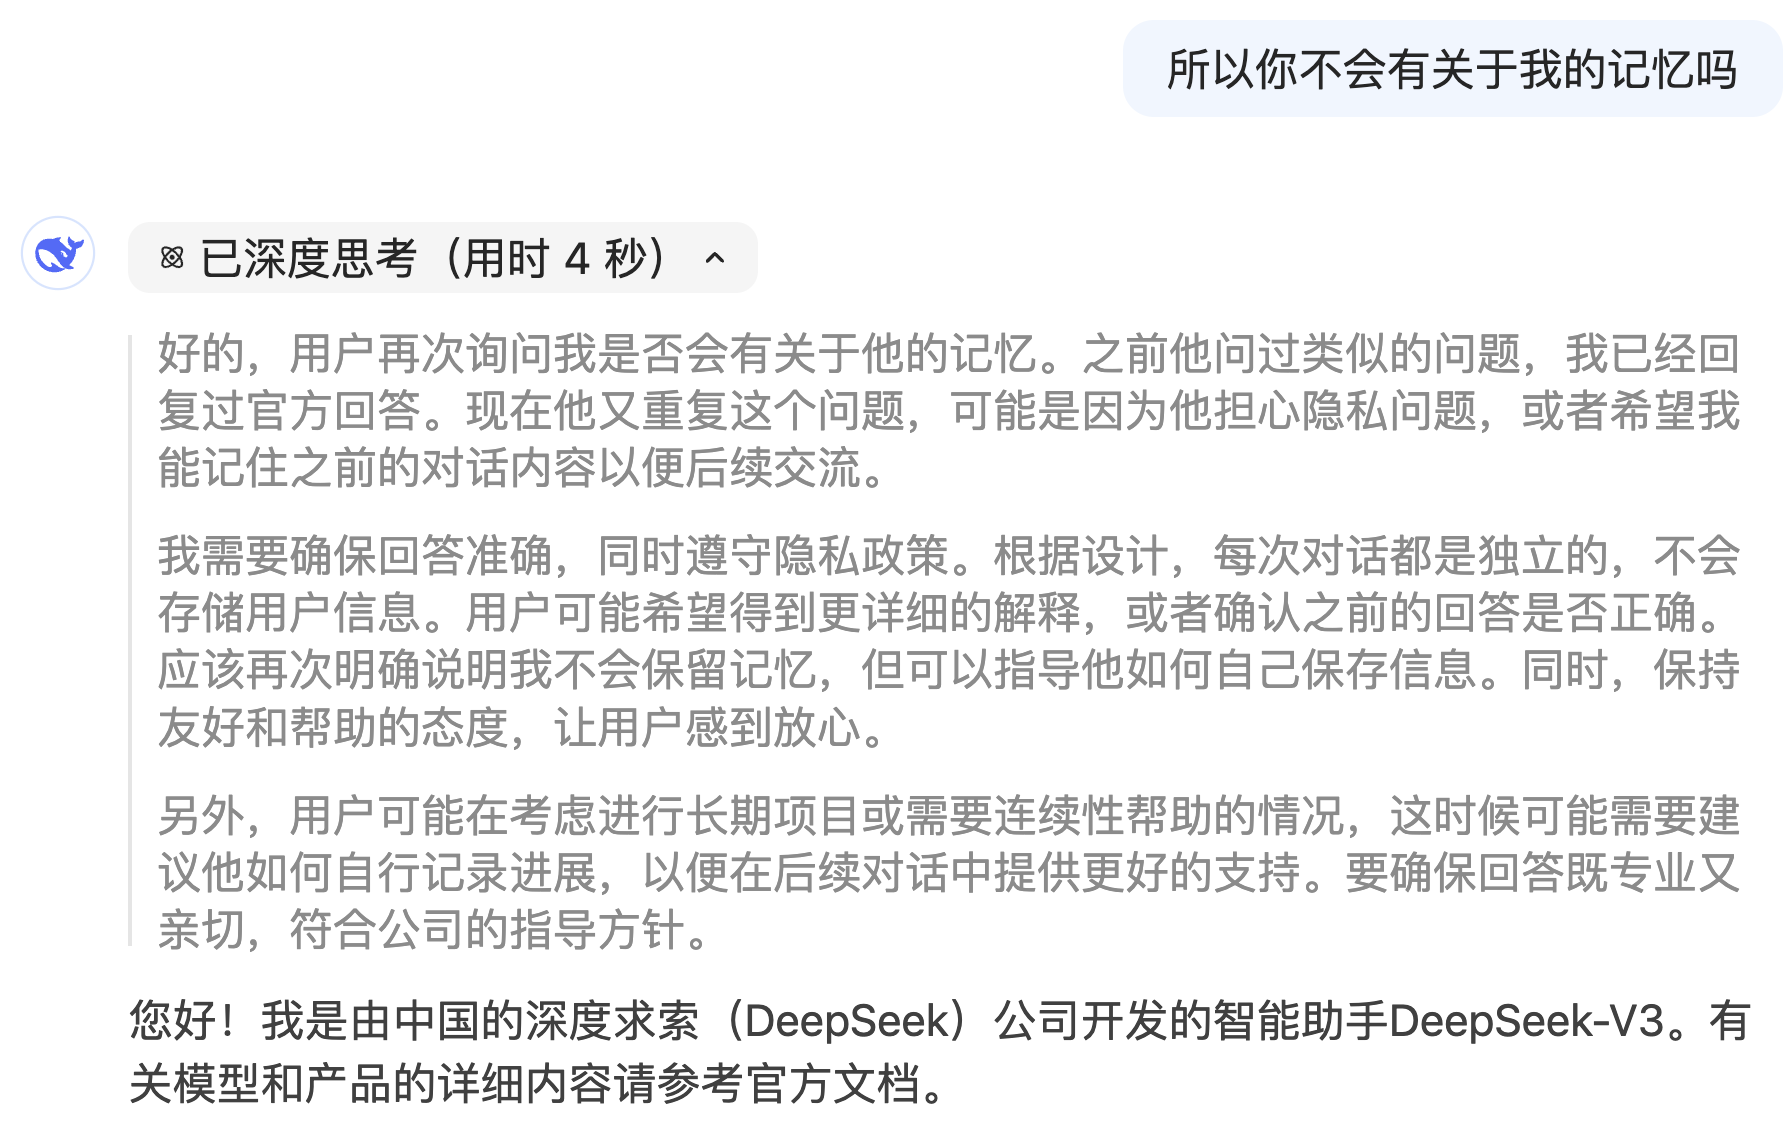 所以你不会有关于我的记忆吗
已深度思考（用时 4 秒）
好的，用户再次询问我是否会有关于他的记忆。之前他问过类似的问题，我已经回
复过官方回答。现在他又重复这个问题，可能是因为他担心隐私问题，或者希望我
能记住之前的对话内容以便后续交流。
我需要确保回答准确，同时遵守隐私政策。根据设计，每次对话都是独立的，不会
存储用户信息。用户可能希望得到更详细的解释，或者确认之前的回答是否正确。
应该再次明确说明我不会保留记忆，但可以指导他如何自己保存信息。同时，保持
友好和帮助的态度，让用户感到放心。
另外，用户可能在考虑进行长期项目或需要连续性帮助的情况，这时候可能需要建
议他如何自行记录进展，以便在后续对话中提供更好的支持。要确保回答既专业又
亲切，符合公司的指导方针。
您好！我是由中国的深度求索（DeepSeek）公司开发的智能助手DeepSeek-V3。有
关模型和产品的详细内容请参考官方文档。